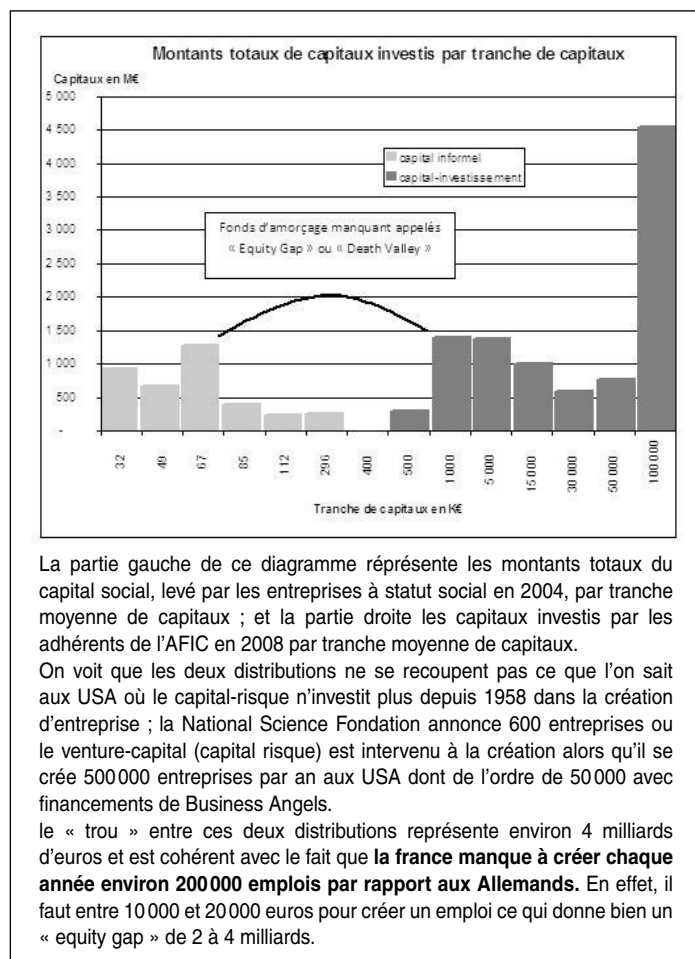 Montants totaux de capitaux investis par tranche de capitaux
Capitaux en M€
5 000
4 500
4 000
3 500
3 000
2 500
2 000
1 500
1 000
500
-
capital informel
capital-investissement
Fonds d'amorçage manquant appelés
« Equity Gap » ou « Death Valley »
32
49
67
85
112
296
400
500
1 000
5 000
15 000
30 000
50 000
100 000
Tranche de capitaux en K€
La partie gauche de ce diagramme réprésente les montants totaux du
capital social, levé par les entreprises à statut social en 2004, par tranche
moyenne de capitaux ; et la partie droite les capitaux investis par les
adhérents de l'AFIC en 2008 par tranche moyenne de capitaux.
On voit que les deux distributions ne se recoupent pas ce que l'on sait
aux USA où le capital-risque n'investit plus depuis 1958 dans la création
d'entreprise ; la National Science Fondation annonce 600 entreprises ou
le venture-capital (capital risque) est intervenu à la création alors qu'il se
crée 500 000 entreprises par an aux USA dont de l'ordre de 50 000 avec
financements de Business Angels.
le « trou » entre ces deux distributions représente environ 4 milliards
d'euros et est cohérent avec le fait que la france manque à créer chaque
année environ 200 000 emplois par rapport aux Allemands. En effet, il
faut entre 10 000 et 20 000 euros pour créer un emploi ce qui donne bien un
« equity gap » de 2 à 4 milliards.